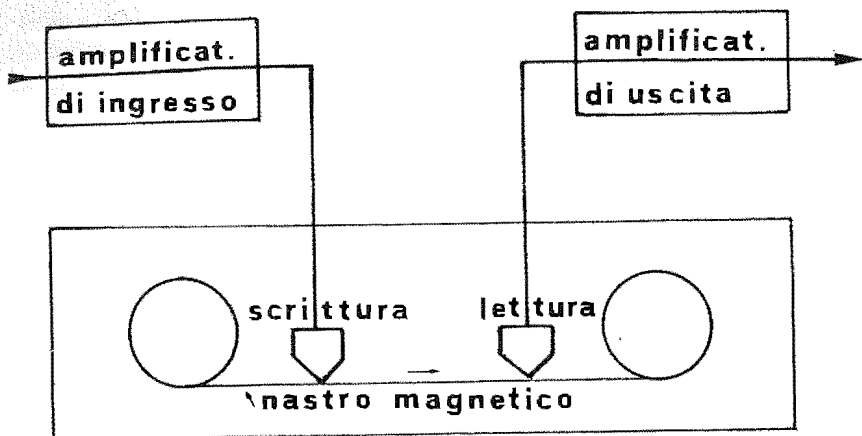 amplificat.
di ingresso
amplificat.
di uscita
scrittura
lettura
nastro magnetico